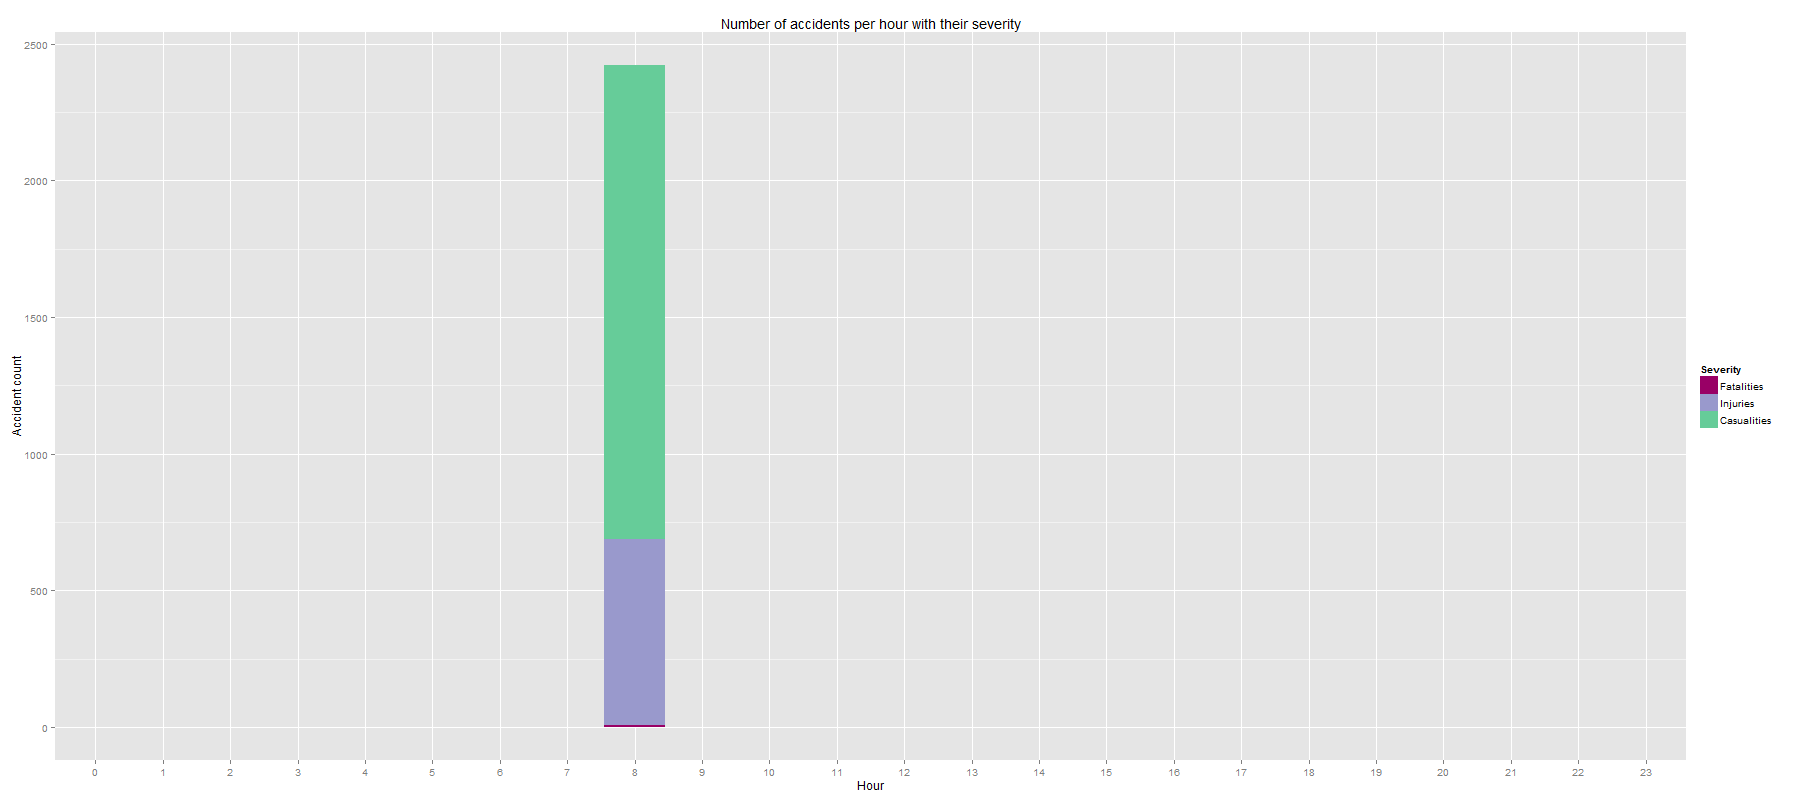 Number of accidents per hour with their severity
2500
2000
1500
1000
500
0
Accident count
0 1 2 3 4 5 6 7 8 9 10 11 12 13 14 15 16 17 18 19 20 21 22 23
Hour
Severity
Fatalities
Injuries
Casualities